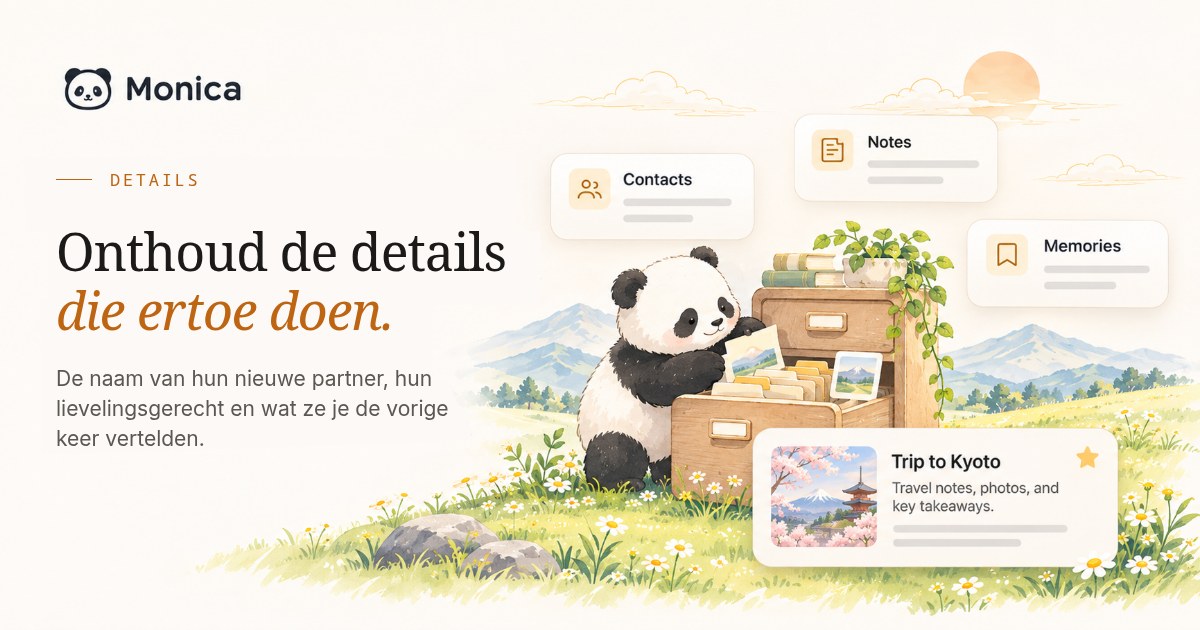 Monica
DETAILS
Onthoud de details
die ertoe doen.
De naam van hun nieuwe partner, hun
lievelingsgerecht en wat ze je de vorige
keer vertelden.
Contacts
Notes
Memories
Trip to Kyoto
Travel notes, photos, and
key takeaways.